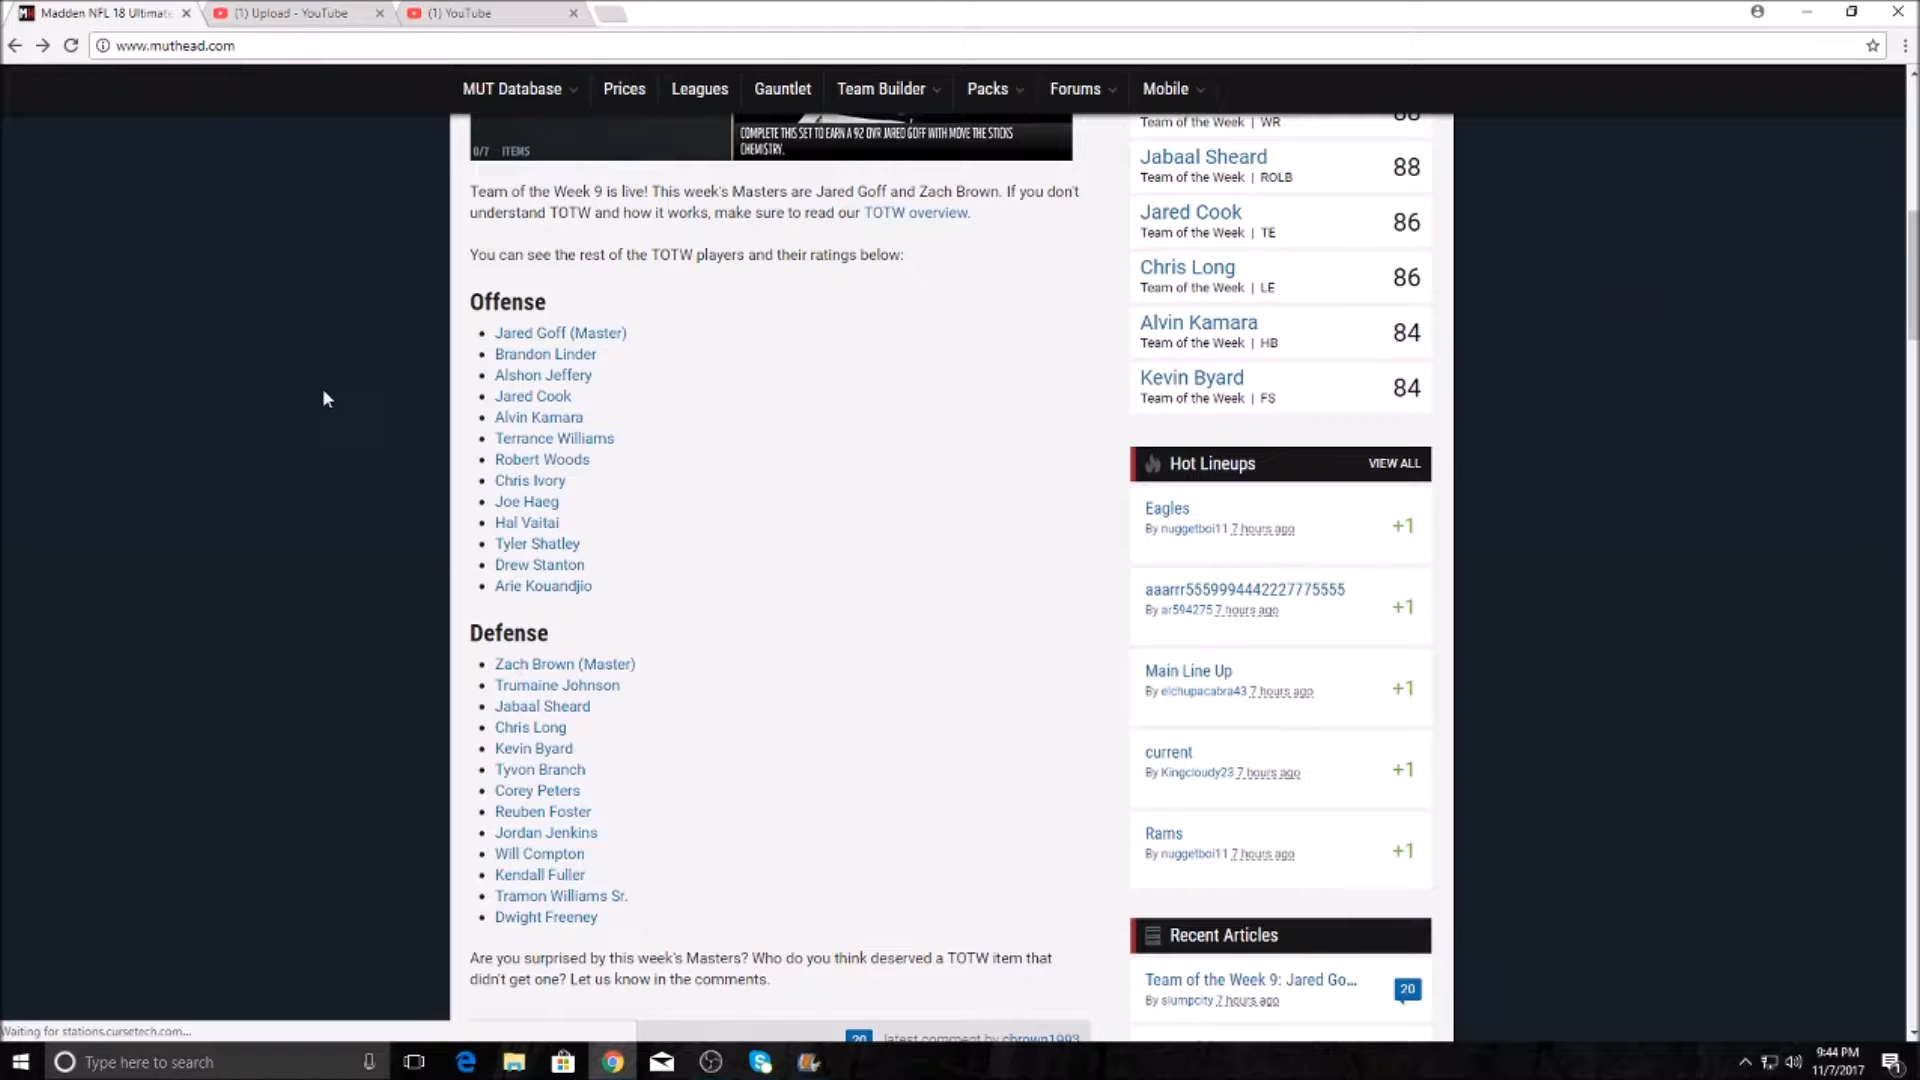 Madden NFL 18 Ultimate
(1) Upload - YouTube
(1) YouTube
www.muthead.com
MUT Database
Prices
Leagues
Gauntlet
Team Builder
Packs
Forums
Mobile
0/7 ITEMS
COMPLETE THIS SET TO EARN A 92 OVR JARED GOFF WITH MOVE THE STICKS
CHEMISTRY.
Team of the Week 9 is live! This week's Masters are Jared Goff and Zach Brown. If you don't
understand TOTW and how it works, make sure to read our TOTW overview.
You can see the rest of the TOTW players and their ratings below:
Offense
Jared Goff (Master)
Brandon Linder
Alshon Jeffery
Jared Cook
Alvin Kamara
Terrance Williams
Robert Woods
Chris Ivory
Joe Haeg
Hal Vaitai
Tyler Shatley
Drew Stanton
Arie Kouandjio
Defense
Zach Brown (Master)
Trumaine Johnson
Jabaal Sheard
Chris Long
Kevin Byard
Tyvon Branch
Corey Peters
Reuben Foster
Jordan Jenkins
Will Compton
Kendall Fuller
Tramon Williams Sr.
Dwight Freeney
Are you surprised by this week's Masters? Who do you think deserved a TOTW item that
didn't get one? Let us know in the comments.
20 latest comment by cbrown1993
Team of the Week | WR
Jabaal Sheard 88
Team of the Week | ROLB
Jared Cook 86
Team of the Week | TE
Chris Long 86
Team of the Week | LE
Alvin Kamara 84
Team of the Week | HB
Kevin Byard 84
Team of the Week | FS
Hot Lineups VIEW ALL
Eagles +1
By nuggetboi11 7 hours ago
aaarrr5559994442227775555 +1
By ar594275 7 hours ago
Main Line Up +1
By elchupacabra43 7 hours ago
current +1
By Kingcloudy23 7 hours ago
Rams +1
By nuggetboi11 7 hours ago
Recent Articles
Team of the Week 9: Jared Go... 20
By slumpcity 7 hours ago
Waiting for stations.cursetech.com...
Type here to search
9:44 PM
11/7/2017